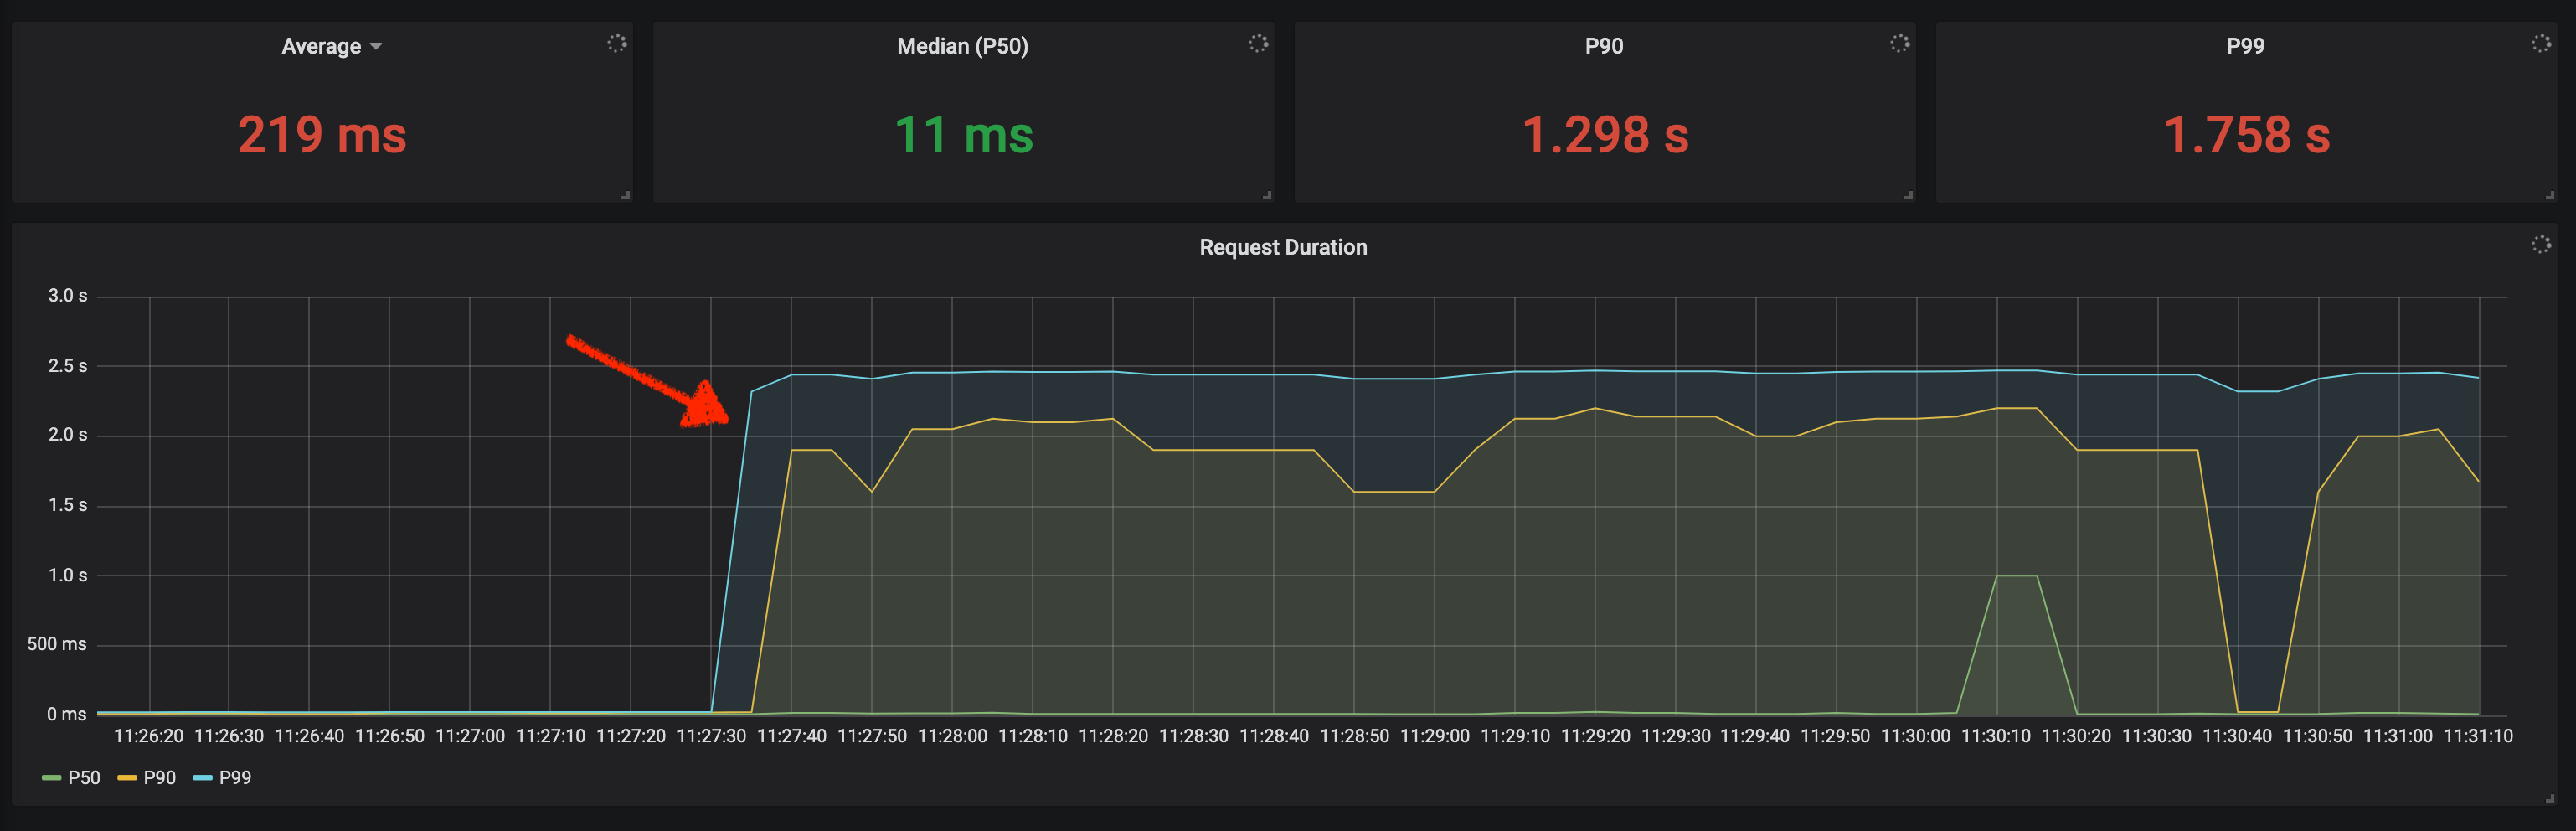 Average
Median (P50)
P90
P99
219 ms
11 ms
1.298 s
1.758 s
Request Duration
3.0 s
2.5 s
2.0 s
1.5 s
1.0 s
500 ms
0 ms
11:26:20 11:26:30 11:26:40 11:26:50 11:27:00 11:27:10 11:27:20 11:27:30 11:27:40 11:27:50 11:28:00 11:28:10 11:28:20 11:28:30 11:28:40 11:28:50 11:29:00 11:29:10 11:29:20 11:29:30 11:29:40 11:29:50 11:30:00 11:30:10 11:30:20 11:30:30 11:30:40 11:30:50 11:31:00 11:31:10
P50 P90 P99